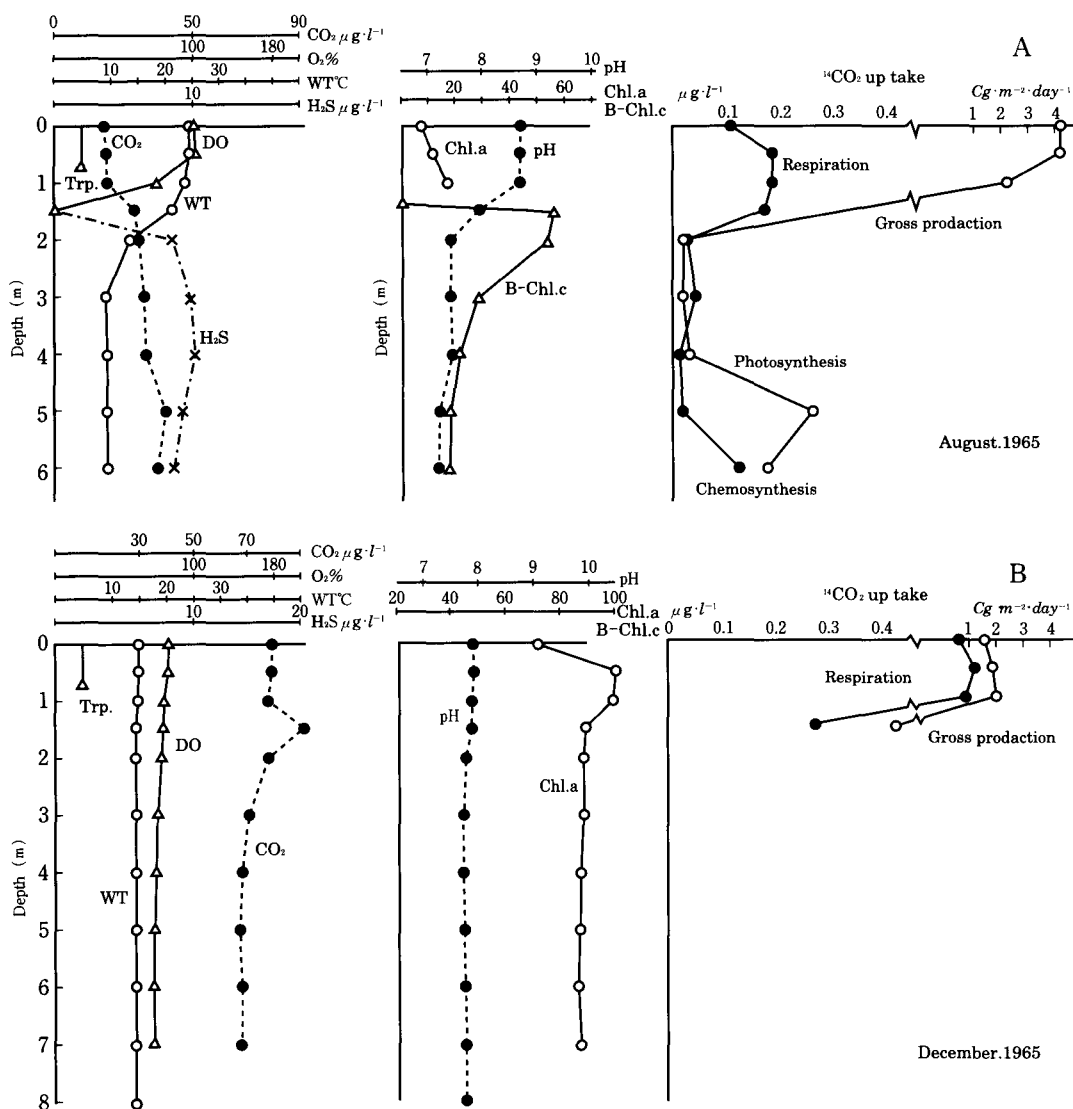 0 50 90
CO₂ μg·l⁻¹
100 180
O₂%
10 20 30
WT℃
10
H₂S μg·l⁻¹
0
1
2
3
4
5
6
Depth (m)
CO₂
DO
Trp.
WT
H₂S
7 8 9 10
pH
20 40 60
Chl.a
B-Chl.c
Chl.a
pH
B-Chl.c
A
¹⁴CO₂ up take
μg·l⁻¹
Cg·m⁻²·day⁻¹
0.1 0.2 0.4 1 2 3 4
Respiration
Gross prodaction
Photosynthesis
Chemosynthesis
August.1965
30 50 70
CO₂ μg·l⁻¹
100 180
O₂%
10 20 30
WT℃
10 20
H₂S μg·l⁻¹
0
1
2
3
4
5
6
7
8
Depth (m)
Trp.
DO
WT
CO₂
7 8 9 10
pH
20 40 60 80 100
Chl.a
B-Chl.c
pH
Chl.a
B
¹⁴CO₂ up take
μg·l⁻¹
Cg·m⁻²·day⁻¹
0 0.1 0.3 0.4 1 2 4
Respiration
Gross prodaction
December.1965